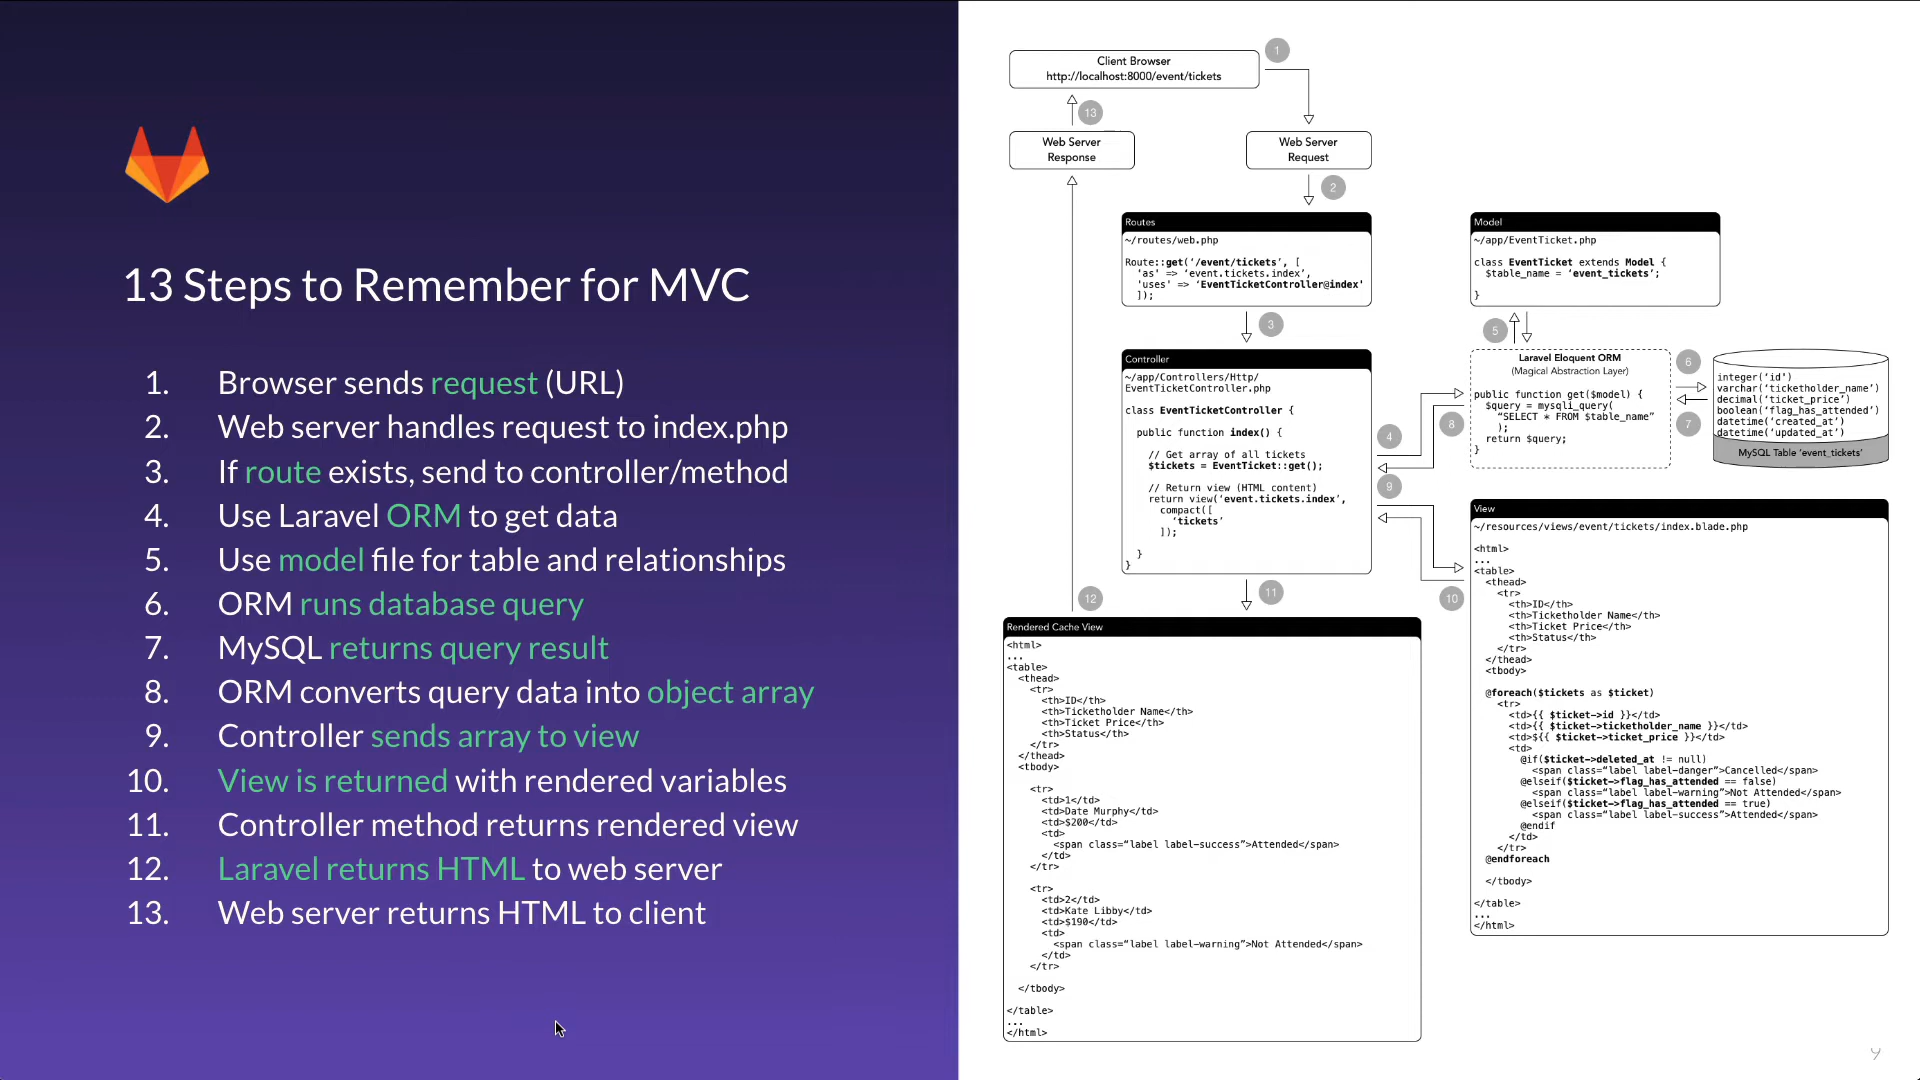 13 Steps to Remember for MVC
1. Browser sends request (URL)
2. Web server handles request to index.php
3. If route exists, send to controller/method
4. Use Laravel ORM to get data
5. Use model file for table and relationships
6. ORM runs database query
7. MySQL returns query result
8. ORM converts query data into object array
9. Controller sends array to view
10. View is returned with rendered variables
11. Controller method returns rendered view
12. Laravel returns HTML to web server
13. Web server returns HTML to client
Client Browser
http://localhost:8000/event/tickets
1
13
Web Server
Response
Web Server
Request
2
Routes
~/routes/web.php
Route::get(‘/event/tickets’, [
‘as' => ‘event.tickets.index’,
'uses' => ‘EventTicketController@index'
]);
3
Model
~/app/EventTicket.php
class EventTicket extends Model {
$table_name = ‘event_tickets’;
}
5
Controller
~/app/Controllers/Http/
EventTicketController.php
class EventTicketController {
public function index() {
// Get array of all tickets
$tickets = EventTicket::get();
// Return view (HTML content)
return view(‘event.tickets.index’,
compact([
‘tickets’
]);
}
}
4
8
9
10
11
12
Laravel Eloquent ORM
(Magical Abstraction Layer)
public function get($model) {
$query = mysqli_query(
“SELECT * FROM $table_name”
);
return $query;
}
6
7
integer(‘id’)
varchar(‘ticketholder_name’)
decimal(‘ticket_price’)
boolean(‘flag_has_attended’)
datetime(‘created_at’)
datetime(‘updated_at’)
MySQL Table ‘event_tickets’
View
~/resources/views/event/tickets/index.blade.php
<html>
...
<table>
<thead>
<tr>
<th>ID</th>
<th>Ticketholder Name</th>
<th>Ticket Price</th>
<th>Status</th>
</tr>
</thead>
<tbody>
@foreach($tickets as $ticket)
<tr>
<td>{{ $ticket->id }}</td>
<td>{{ $ticket->ticketholder_name }}</td>
<td>${{ $ticket->ticket_price }}</td>
<td>
@if($ticket->deleted_at != null)
<span class=“label label-danger”>Cancelled</span>
@elseif($ticket->flag_has_attended == false)
<span class=“label label-warning”>Not Attended</span>
@elseif($ticket->flag_has_attended == true)
<span class=“label label-success”>Attended</span>
@endif
</td>
</tr>
@endforeach
</tbody>
</table>
...
</html>
Rendered Cache View
<html>
...
<table>
<thead>
<tr>
<th>ID</th>
<th>Ticketholder Name</th>
<th>Ticket Price</th>
<th>Status</th>
</tr>
</thead>
<tbody>
<tr>
<td>1</td>
<td>Date Murphy</td>
<td>$200</td>
<td>
<span class=“label label-success”>Attended</span>
</td>
</tr>
<tr>
<td>2</td>
<td>Kate Libby</td>
<td>$190</td>
<td>
<span class=“label label-warning”>Not Attended</span>
</td>
</tr>
</tbody>
</table>
...
</html>
9